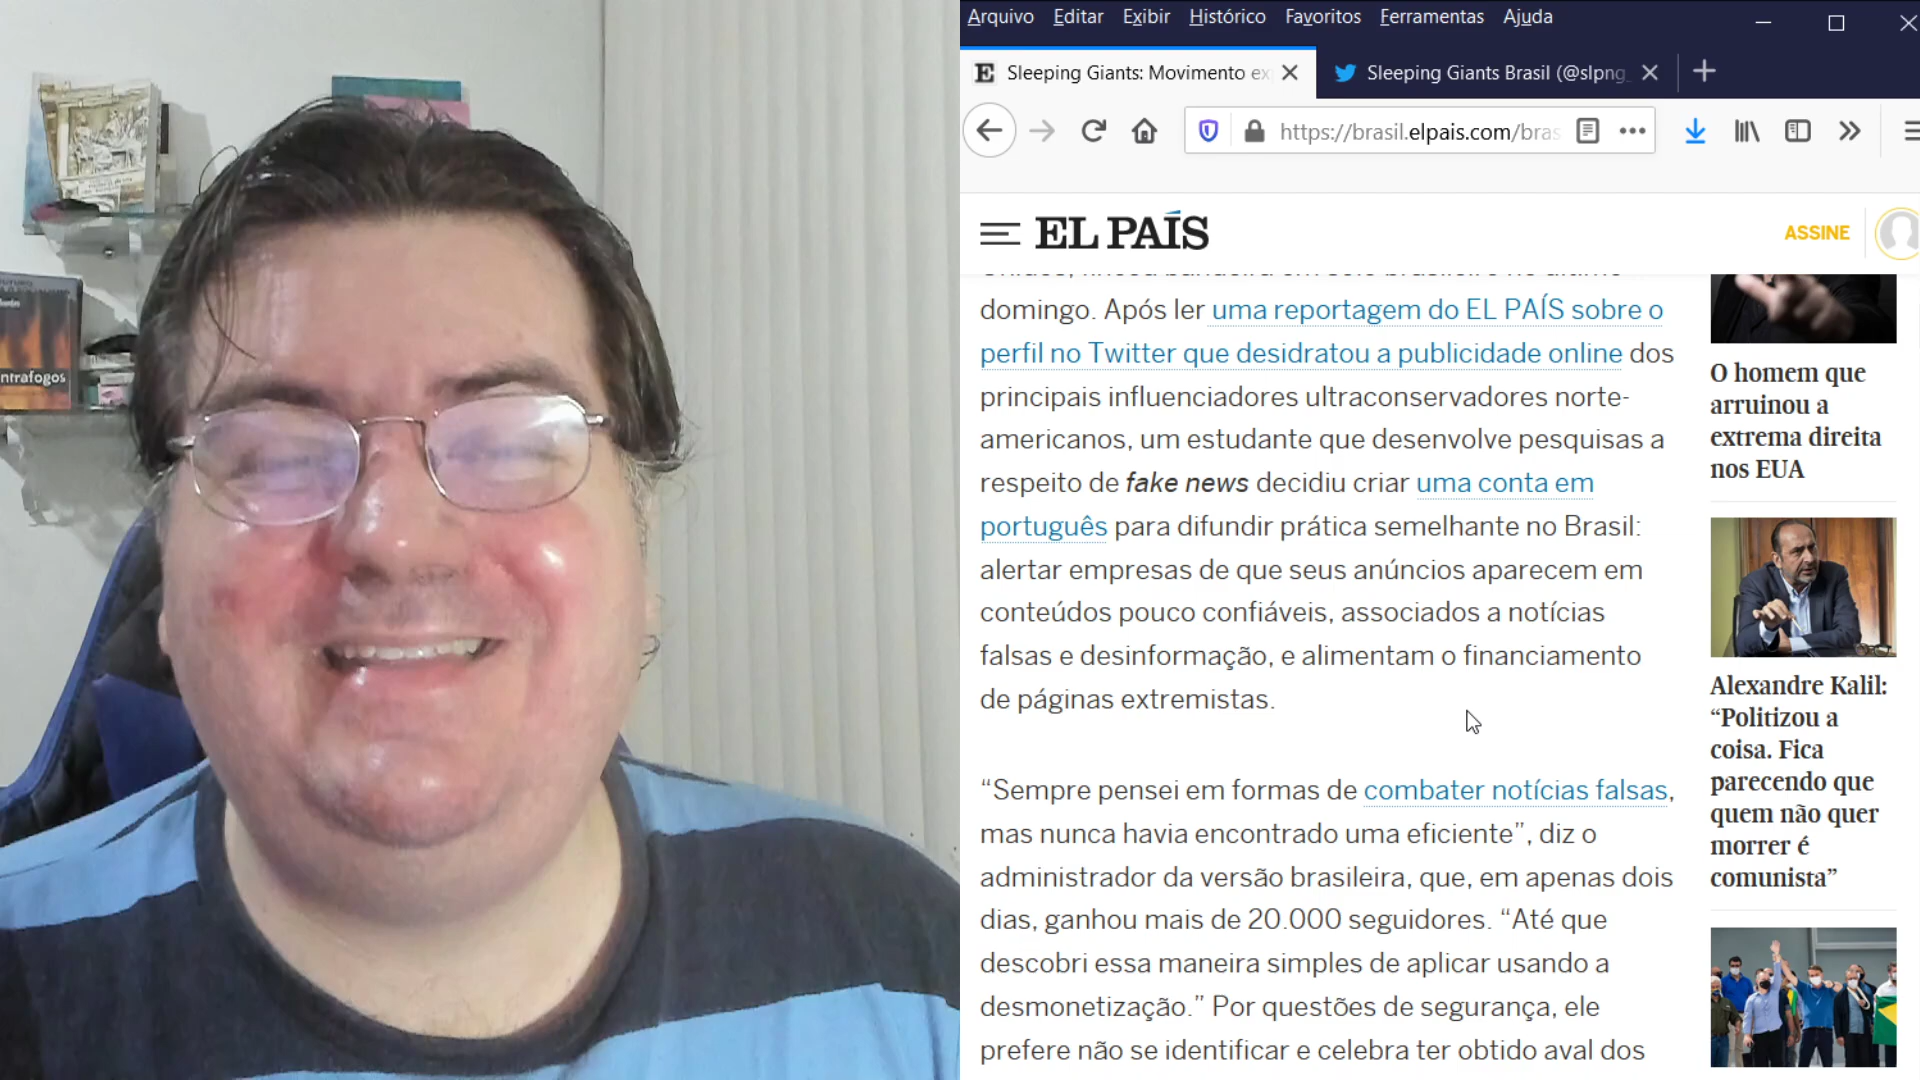 Arquivo Editar Exibir Histórico Favoritos Ferramentas Ajuda
Sleeping Giants: Movimento ex
Sleeping Giants Brasil (@slpng_
https://brasil.elpais.com/bras
EL PAÍS
ASSINE
domingo. Após ler uma reportagem do EL PAÍS sobre o
perfil no Twitter que desidratou a publicidade online dos
principais influenciadores ultraconservadores norte-
americanos, um estudante que desenvolve pesquisas a
respeito de fake news decidiu criar uma conta em
português para difundir prática semelhante no Brasil:
alertar empresas de que seus anúncios aparecem em
conteúdos pouco confiáveis, associados a notícias
falsas e desinformação, e alimentam o financiamento
de páginas extremistas.
“Sempre pensei em formas de combater notícias falsas,
mas nunca havia encontrado uma eficiente”, diz o
administrador da versão brasileira, que, em apenas dois
dias, ganhou mais de 20.000 seguidores. “Até que
descobri essa maneira simples de aplicar usando a
desmonetização.” Por questões de segurança, ele
prefere não se identificar e celebra ter obtido aval dos
O homem que
arruinou a
extrema direita
nos EUA
Alexandre Kalil:
“Politizou a
coisa. Fica
parecendo que
quem não quer
morrer é
comunista”
ntrafogos